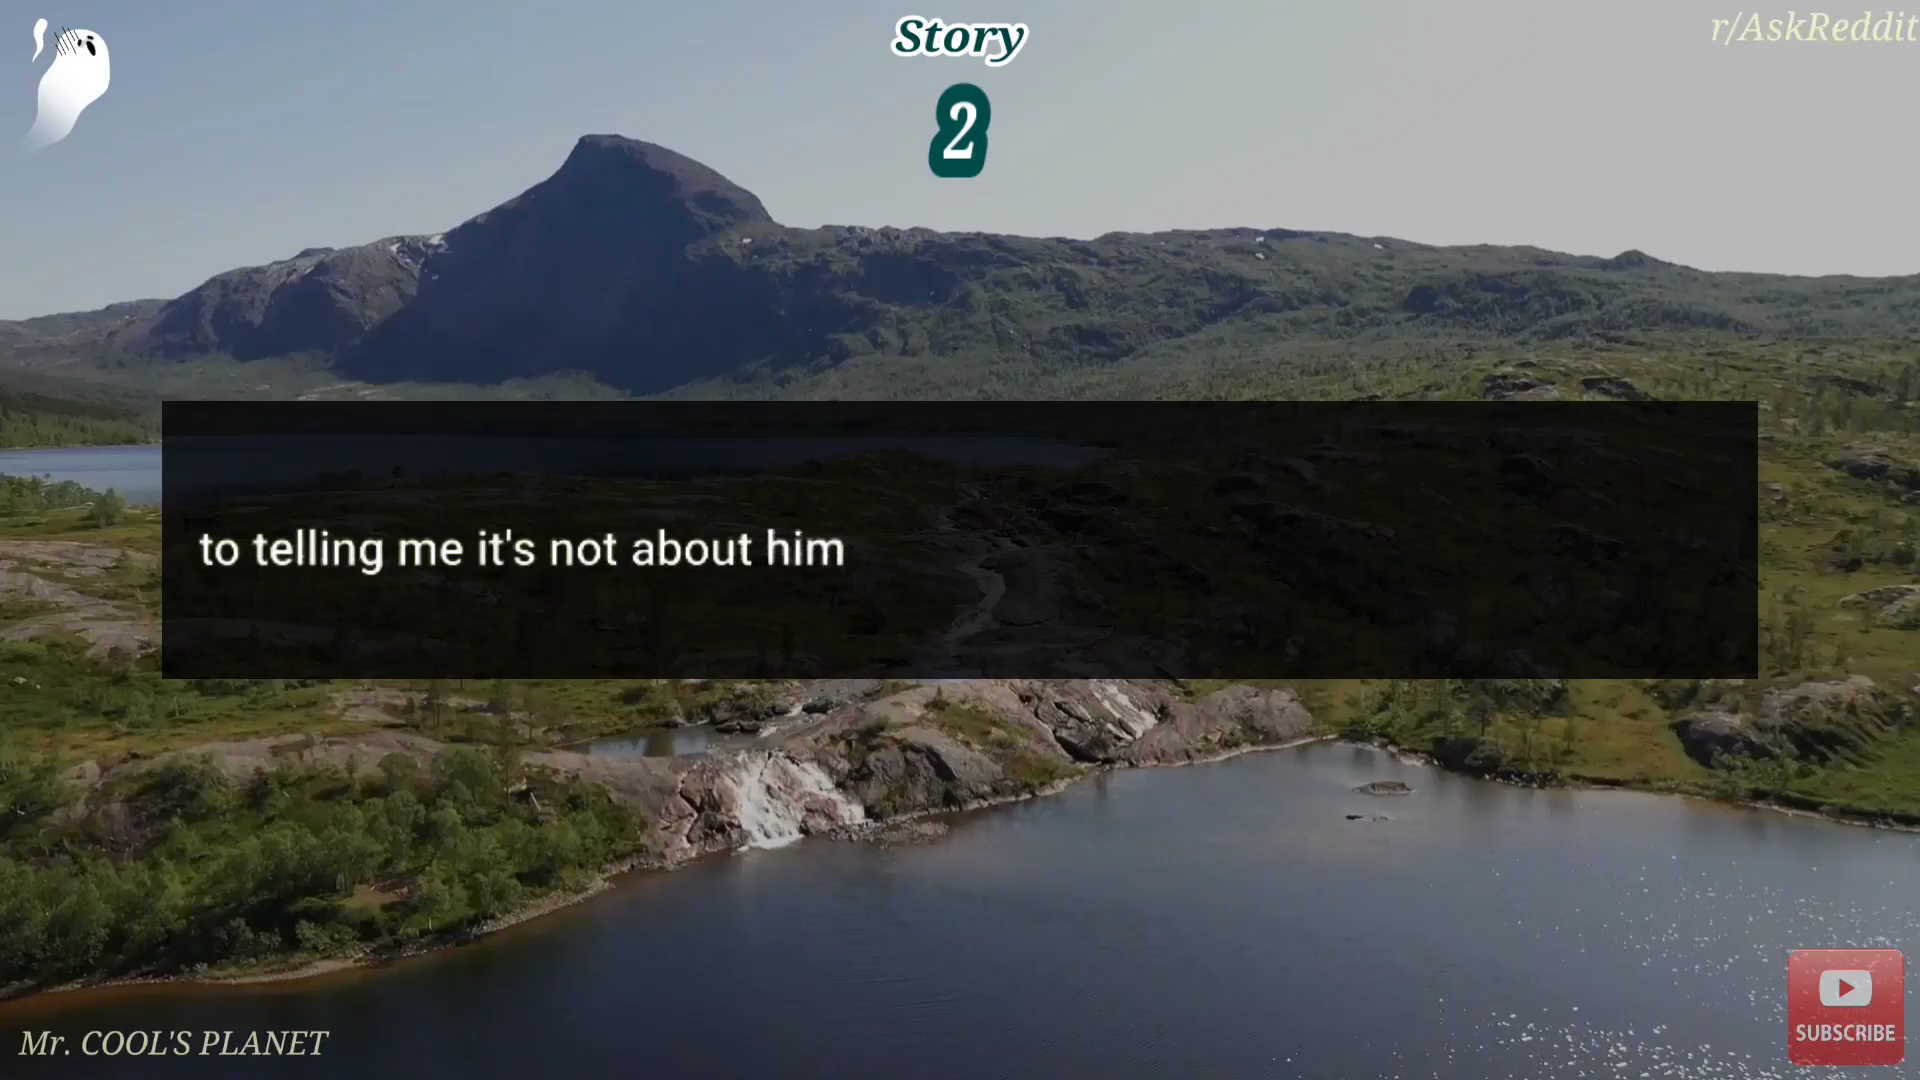 Story
r/AskReddit
2
to telling me it's not about him
SUBSCRIBE
Mr. COOL'S PLANET